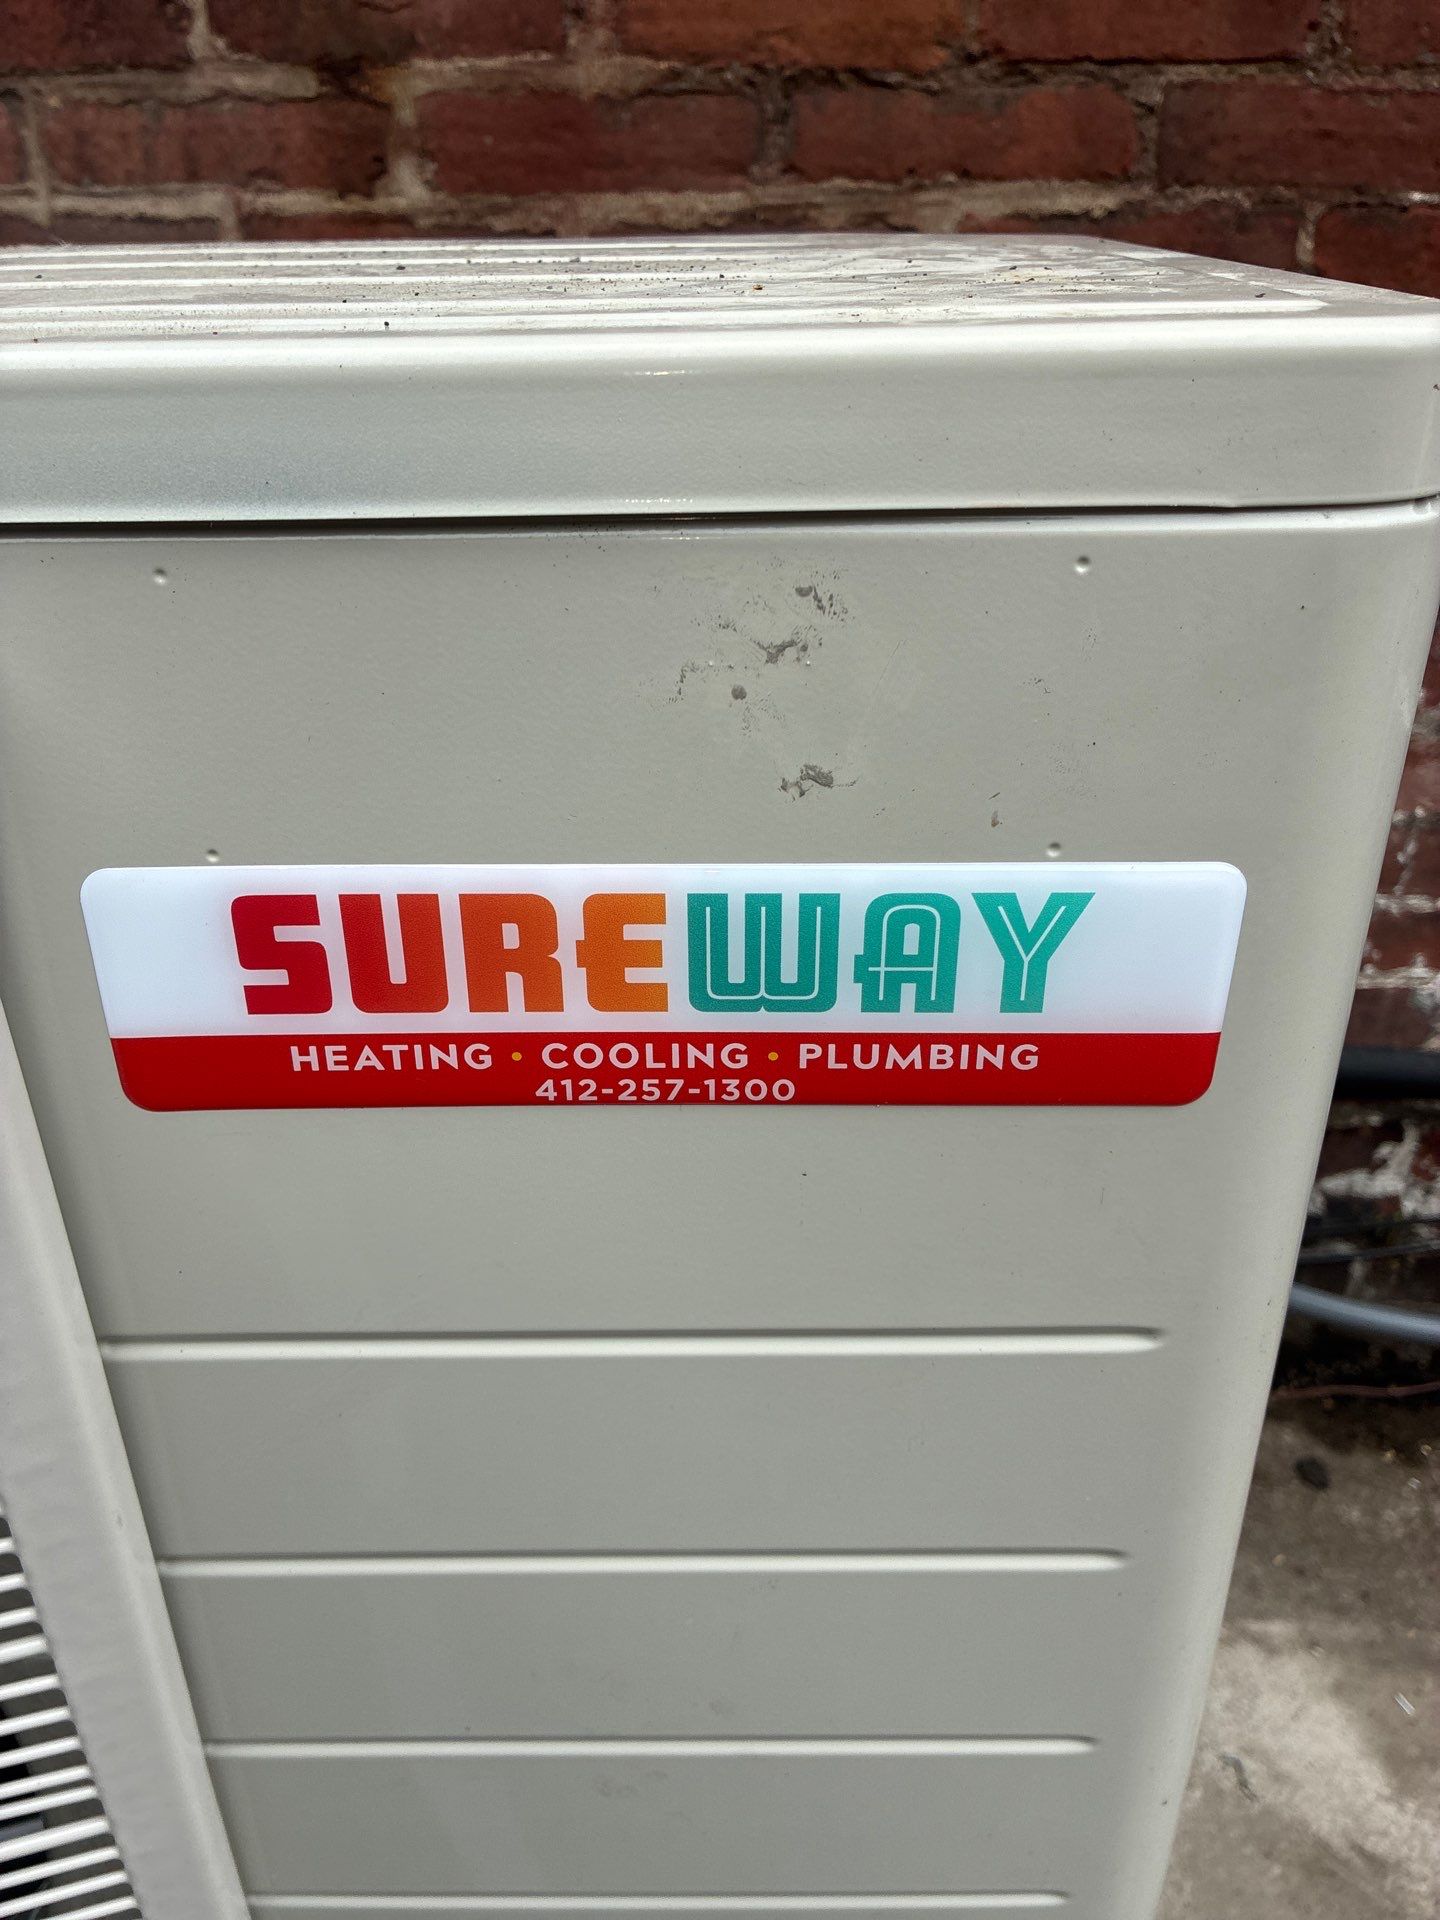 SUREWAY
HEATING • COOLING • PLUMBING
412-257-1300